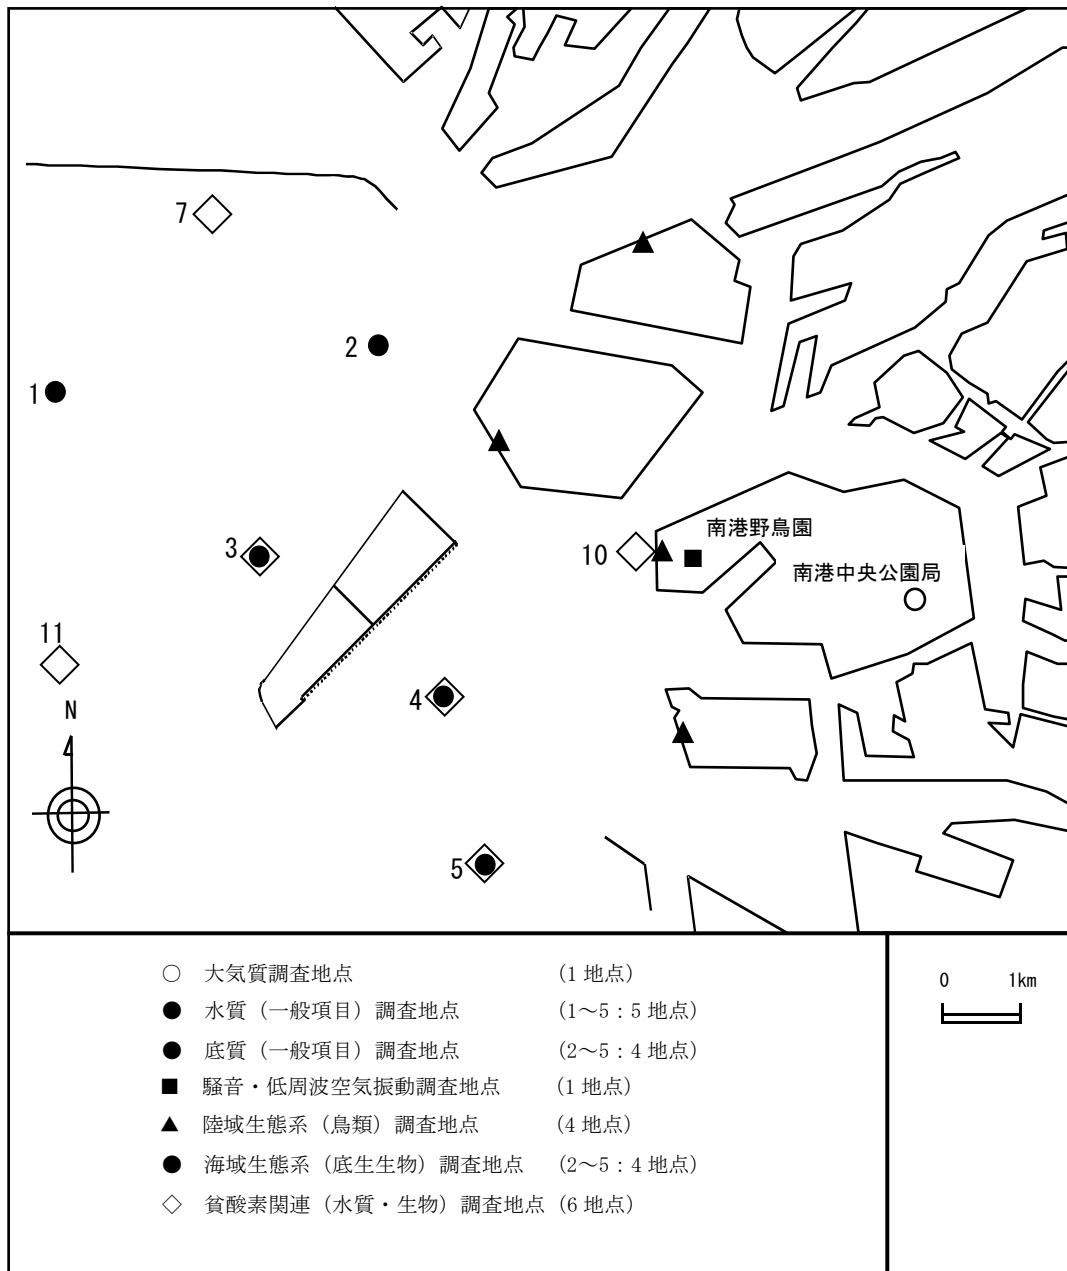 7
2
1
南港野鳥園
3
10
南港中央公園局
11
4
N
5
○ 大気質調査地点 (1 地点)
● 水質（一般項目）調査地点 (1～5：5 地点)
● 底質（一般項目）調査地点 (2～5：4 地点)
■ 騒音・低周波空気振動調査地点 (1 地点)
▲ 陸域生態系（鳥類）調査地点 (4 地点)
● 海域生態系（底生生物）調査地点 (2～5：4 地点)
◇ 貧酸素関連（水質・生物）調査地点 (6 地点)
0 1km